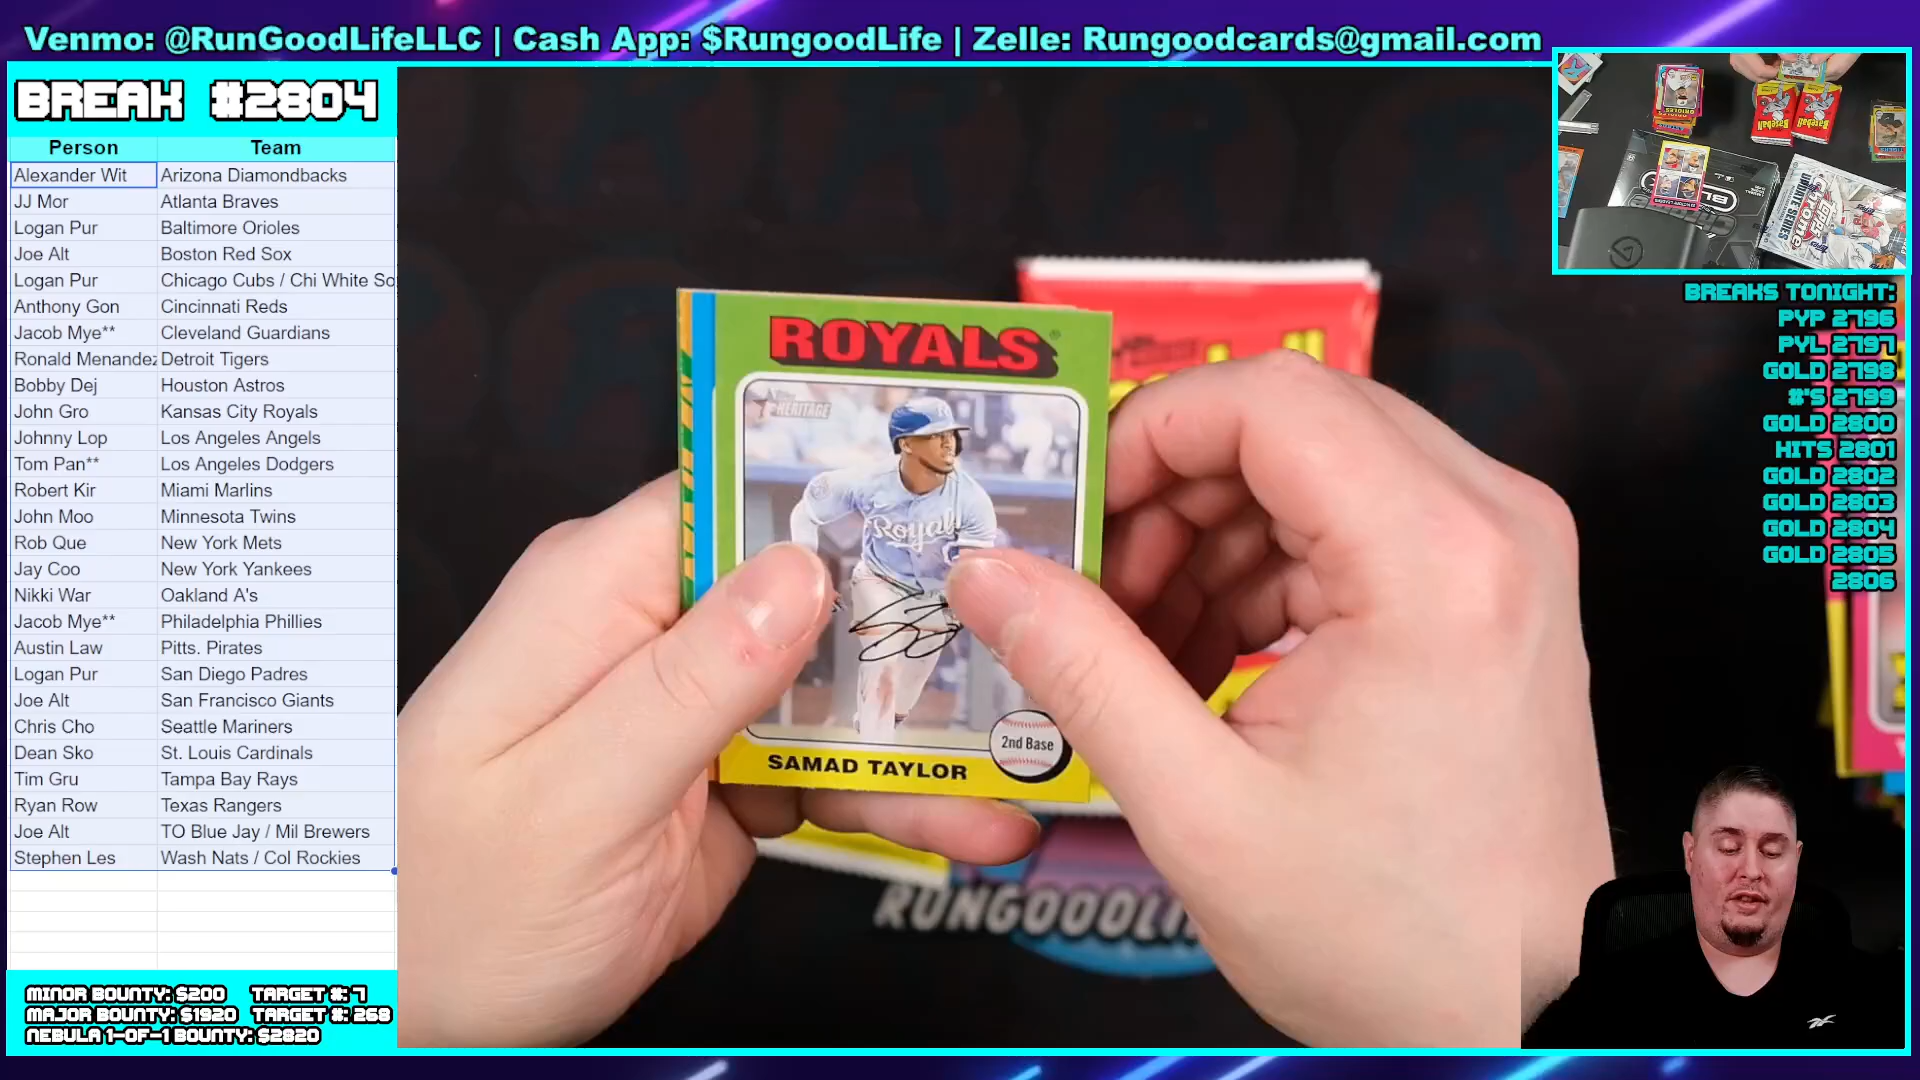 Venmo: @RunGoodLifeLLC | Cash App: $RungoodLife | Zelle: Rungoodcards@gmail.com
BREAK #2804
Person Team
Alexander Wit Arizona Diamondbacks
JJ Mor Atlanta Braves
Logan Pur Baltimore Orioles
Joe Alt Boston Red Sox
Logan Pur Chicago Cubs / Chi White So
Anthony Gon Cincinnati Reds
Jacob Mye** Cleveland Guardians
Ronald Menandez Detroit Tigers
Bobby Dej Houston Astros
John Gro Kansas City Royals
Johnny Lop Los Angeles Angels
Tom Pan** Los Angeles Dodgers
Robert Kir Miami Marlins
John Moo Minnesota Twins
Rob Que New York Mets
Jay Coo New York Yankees
Nikki War Oakland A's
Jacob Mye** Philadelphia Phillies
Austin Law Pitts. Pirates
Logan Pur San Diego Padres
Joe Alt San Francisco Giants
Chris Cho Seattle Mariners
Dean Sko St. Louis Cardinals
Tim Gru Tampa Bay Rays
Ryan Row Texas Rangers
Joe Alt TO Blue Jay / Mil Brewers
Stephen Les Wash Nats / Col Rockies
MINOR BOUNTY: $200 TARGET #: 7
MAJOR BOUNTY: $1920 TARGET #: 268
NEBULA 1-OF-1 BOUNTY: $2820
ROYALS
HERITAGE
Royals
2nd Base
SAMAD TAYLOR
RUNGOOODLI
Baseball
Baseball
Topps
Chrome
UPDATE SERIES
BREAKS TONIGHT:
PYP 2796
PYL 2797
GOLD 2798
#'S 2799
GOLD 2800
HITS 2801
GOLD 2802
GOLD 2803
GOLD 2804
GOLD 2805
2806